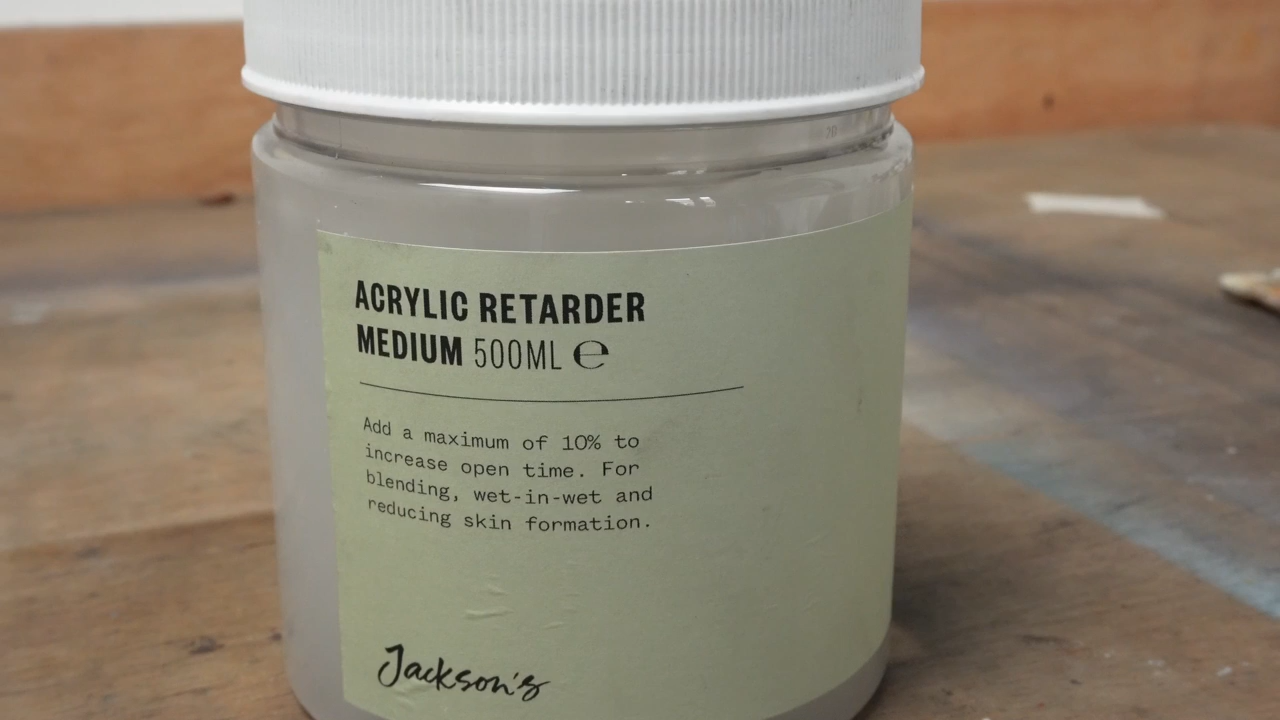 ACRYLIC RETARDER
MEDIUM 500ML ℮
Add a maximum of 10% to
increase open time. For
blending, wet-in-wet and
reducing skin formation.
Jackson's